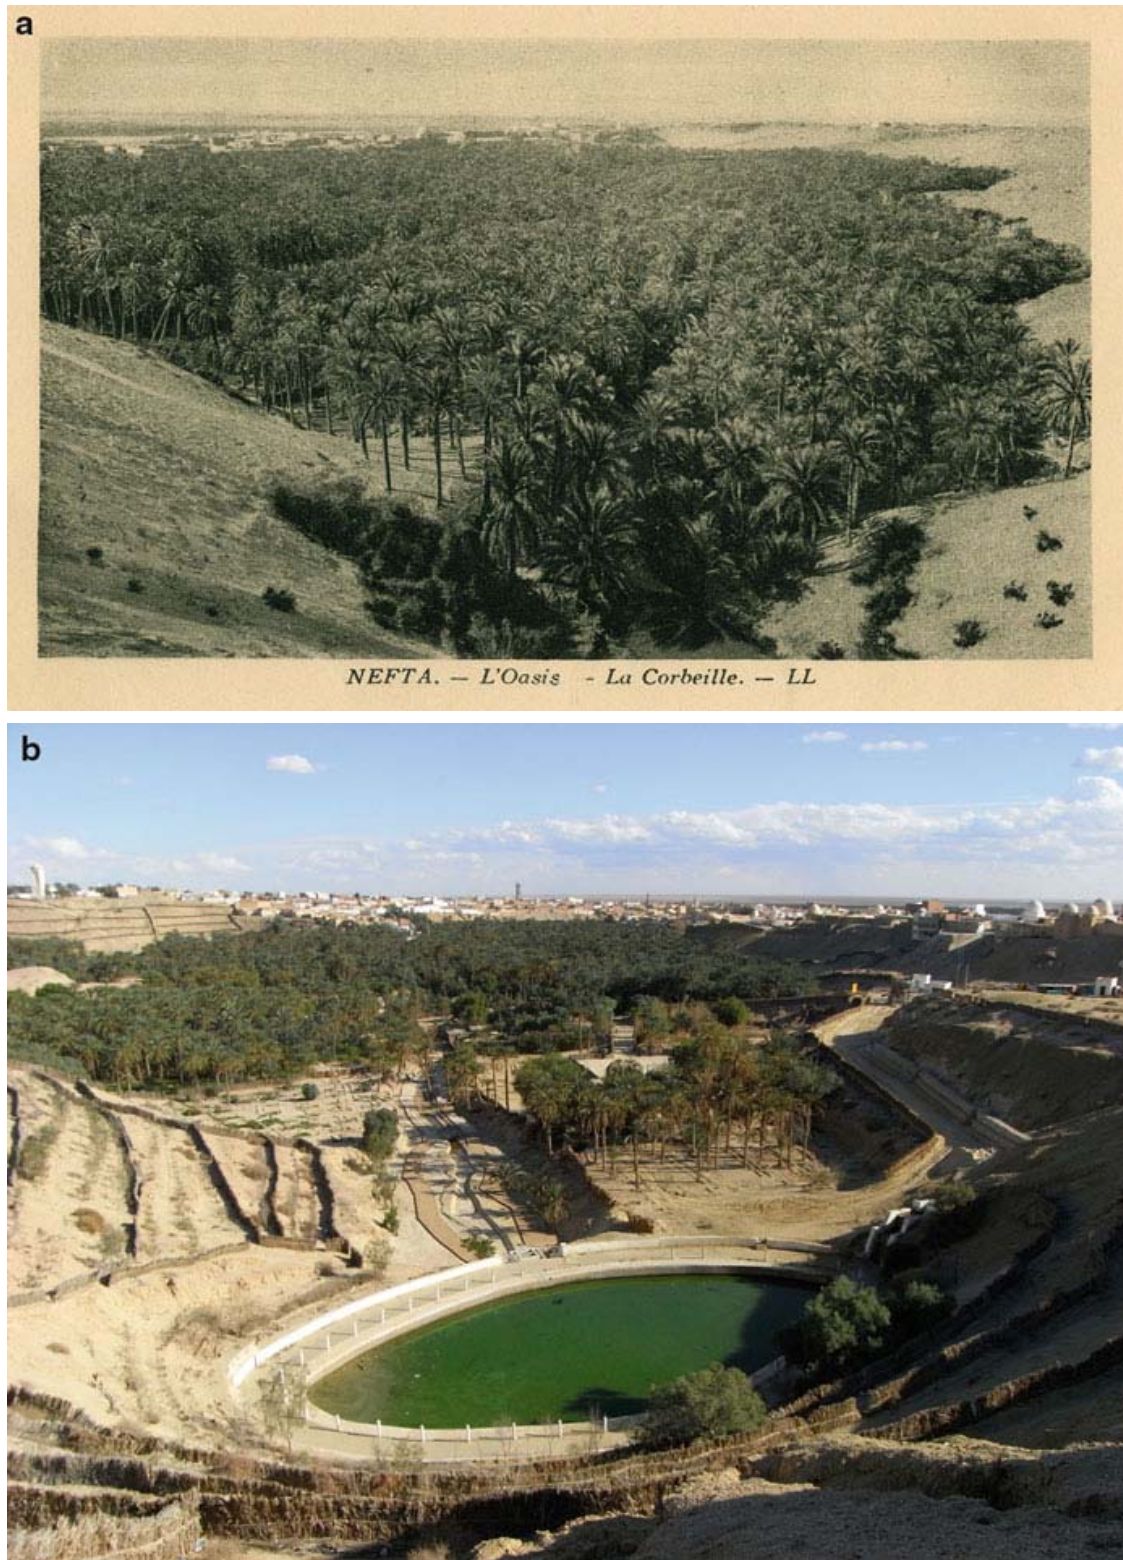 a
NEFTA. — L'Oasis - La Corbeille. — LL
b